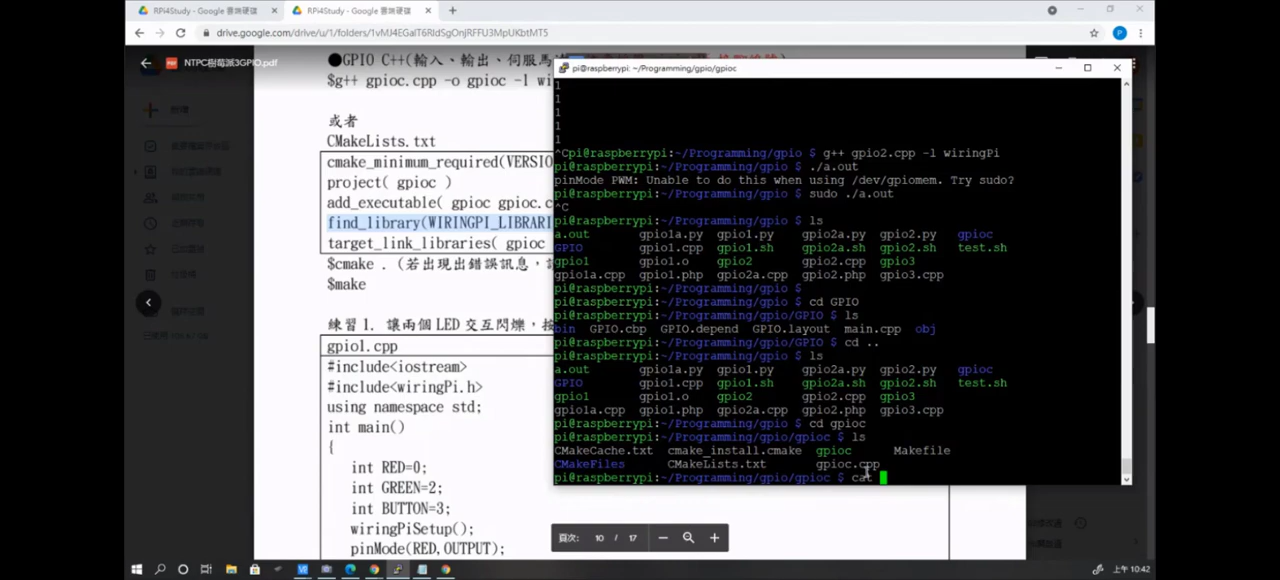 RPi4Study - Google 雲端硬碟
RPi4Study - Google 雲端硬碟
drive.google.com/drive/u/1/folders/1vMJ4EGalT6RIdSgOnjRFFU3MpUKbtMT5
NTPC樹莓派3GPIO.pdf
●GPIO C++(輸入、輸出、伺服馬達
$g++ gpioc.cpp -o gpioc -l wi
或者
CMakeLists.txt
cmake_minimum_required(VERSIO
project( gpioc )
add_executable( gpioc gpioc.c
find_library(WIRINGPI_LIBRARI
target_link_libraries( gpioc
$cmake . (若出現出錯誤訊息，
$make
練習 1. 讓兩個 LED 交互閃爍，按
gpio1.cpp
#include<iostream>
#include<wiringPi.h>
using namespace std;
int main()
{
int RED=0;
int GREEN=2;
int BUTTON=3;
wiringPiSetup();
pinMode(RED,OUTPUT);
pi@raspberrypi: ~/Programming/gpio/gpioc
1
1
1
1
1
^Cpi@raspberrypi:~/Programming/gpio $ g++ gpio2.cpp -l wiringPi
pi@raspberrypi:~/Programming/gpio $ ./a.out
pinMode PWM: Unable to do this when using /dev/gpiomem. Try sudo?
pi@raspberrypi:~/Programming/gpio $ sudo ./a.out
^C
pi@raspberrypi:~/Programming/gpio $ ls
a.out gpio1a.py gpio1.py gpio2a.py gpio2.py gpioc
GPIO gpio1.cpp gpio1.sh gpio2a.sh gpio2.sh test.sh
gpio1 gpio1.o gpio2 gpio2.cpp gpio3
gpio1a.cpp gpio1.php gpio2a.cpp gpio2.php gpio3.cpp
pi@raspberrypi:~/Programming/gpio $
pi@raspberrypi:~/Programming/gpio $ cd GPIO
pi@raspberrypi:~/Programming/gpio/GPIO $ ls
bin GPIO.cbp GPIO.depend GPIO.layout main.cpp obj
pi@raspberrypi:~/Programming/gpio/GPIO $ cd ..
pi@raspberrypi:~/Programming/gpio $ ls
a.out gpio1a.py gpio1.py gpio2a.py gpio2.py gpioc
GPIO gpio1.cpp gpio1.sh gpio2a.sh gpio2.sh test.sh
gpio1 gpio1.o gpio2 gpio2.cpp gpio3
gpio1a.cpp gpio1.php gpio2a.cpp gpio2.php gpio3.cpp
pi@raspberrypi:~/Programming/gpio $ cd gpioc
pi@raspberrypi:~/Programming/gpio/gpioc $ ls
CMakeCache.txt cmake_install.cmake gpioc Makefile
CMakeFiles CMakeLists.txt gpioc.cpp
pi@raspberrypi:~/Programming/gpio/gpioc $ cat
頁次: 10 / 17
上午 10:42